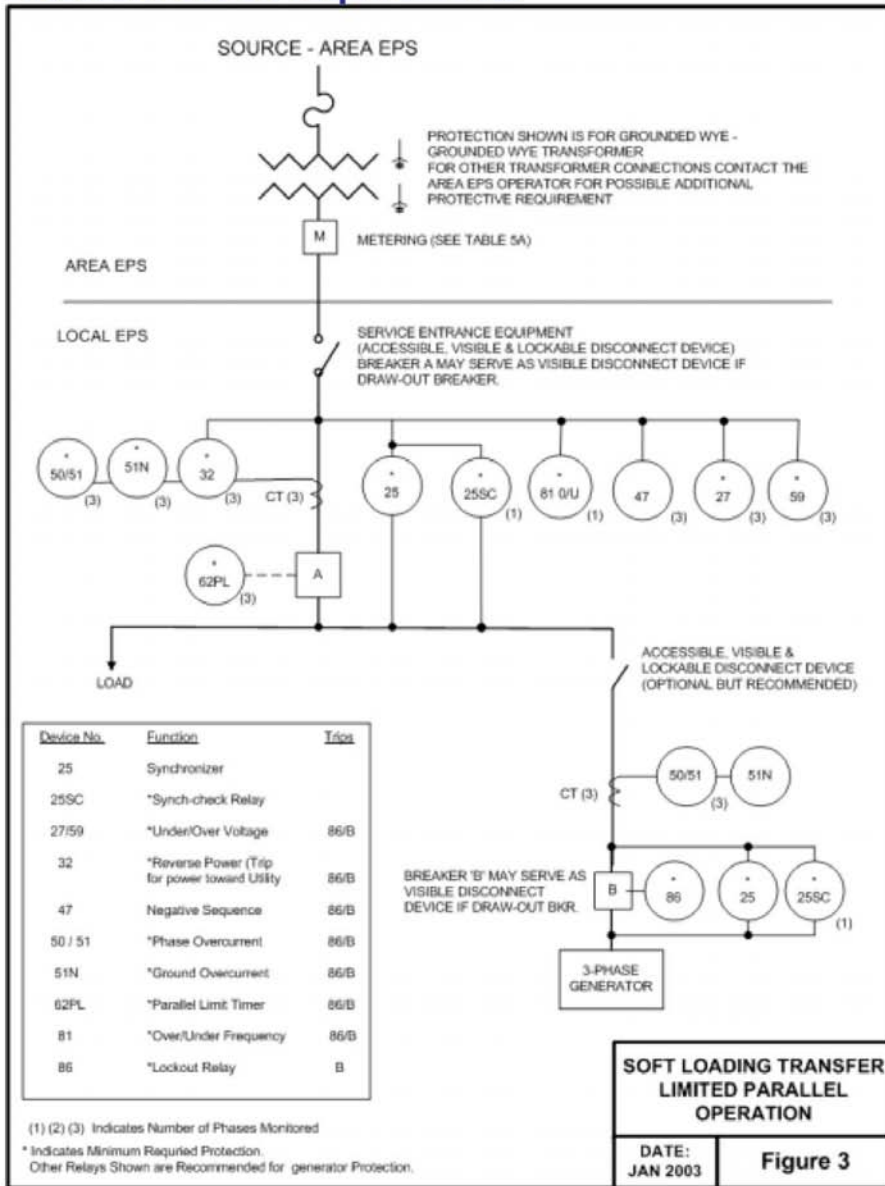 SOURCE - AREA EPS
PROTECTION SHOWN IS FOR GROUNDED WYE -
GROUNDED WYE TRANSFORMER
FOR OTHER TRANSFORMER CONNECTIONS CONTACT THE
AREA EPS OPERATOR FOR POSSIBLE ADDITIONAL
PROTECTIVE REQUIREMENT
M
METERING (SEE TABLE 5A)
AREA EPS
LOCAL EPS
SERVICE ENTRANCE EQUIPMENT
(ACCESSIBLE, VISIBLE & LOCKABLE DISCONNECT DEVICE)
BREAKER A MAY SERVE AS VISIBLE DISCONNECT DEVICE IF
DRAW-OUT BREAKER.
* 50/51 (3)
* 51N (3)
* 32 (3)
CT (3)
* 25
* 25SC (1)
* 81 0/U (1)
47 (3)
* 27 (3)
* 59 (3)
* 62PL (3)
A
LOAD
ACCESSIBLE, VISIBLE &
LOCKABLE DISCONNECT DEVICE
(OPTIONAL BUT RECOMMENDED)
CT (3)
50/51 (3)
51N
BREAKER 'B' MAY SERVE AS
VISIBLE DISCONNECT
DEVICE IF DRAW-OUT BKR.
B
* 86
* 25
* 25SC (1)
3-PHASE
GENERATOR
Device No. Function Trips
25 Synchronizer
25SC *Synch-check Relay
27/59 *Under/Over Voltage 86/B
32 *Reverse Power (Trip
for power toward Utility 86/B
47 Negative Sequence 86/B
50 / 51 *Phase Overcurrent 86/B
51N *Ground Overcurrent 86/B
62PL *Parallel Limit Timer 86/B
81 *Over/Under Frequency 86/B
86 *Lockout Relay B
(1) (2) (3) Indicates Number of Phases Monitored
* Indicates Minimum Requried Protection.
Other Relays Shown are Recommended for generator Protection.
SOFT LOADING TRANSFER
LIMITED PARALLEL
OPERATION
DATE:
JAN 2003
Figure 3